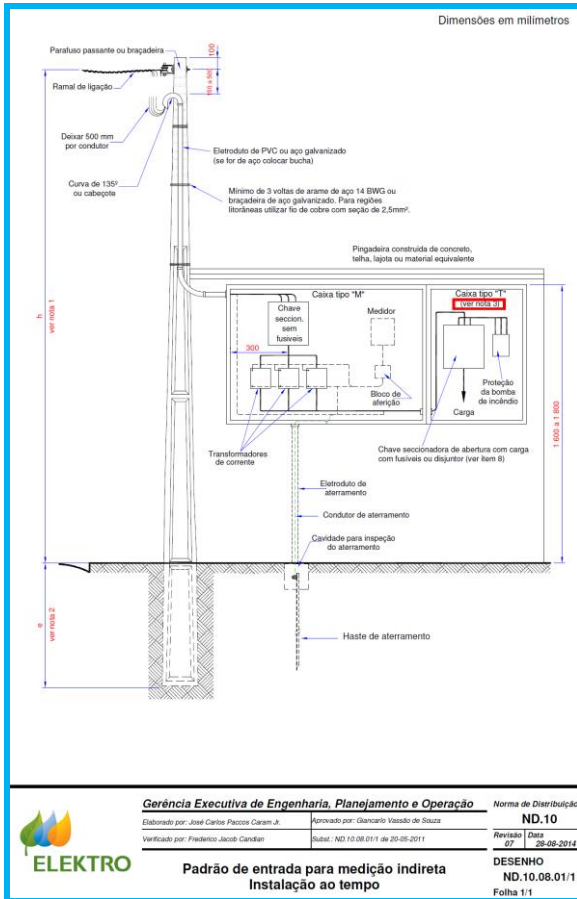 Dimensões em milímetros
Parafuso passante ou braçadeira
100
Ramal de ligação
Deixar 500 mm
por condutor
Eletroduto de PVC ou aço galvanizado
(se for de aço colocar bucha)
Curva de 135º
ou cabeçote
Mínimo de 3 voltas de arame de aço 14 BWG ou
braçadeira de aço galvanizado. Para regiões
litorâneas utilizar fio de cobre com seção de 2,5mm².
Pingadeira construida de concreto,
telha, lajota ou material equivalente
Caixa tipo "M"
Caixa tipo "T"
(ver nota 3)
Chave
seccion.
sem
fusiveis
Medidor
300
h
ver nota 1
Bloco de
aferição
Proteção
da bomba
de incêndio
Carga
1 600 a 1 800
Transformadores
de corrente
Chave seccionadora de abertura com carga
com fusíveis ou disjuntor (ver item 8)
Eletroduto de
aterramento
Condutor de aterramento
Cavidade para inspeção
do aterramento
e
ver nota 2
Haste de aterramento
ELEKTRO
Gerência Executiva de Engenharia, Planejamento e Operação
Elaborado por: José Carlos Paccos Caram Jr.
Aprovado por: Giancarlo Vassão de Souza
Verificado por: Frederico Jacob Candian
Subst.: ND.10.08.01/1 de 20-05-2011
Padrão de entrada para medição indireta
Instalação ao tempo
Norma de Distribuição
ND.10
Revisão
07
Data
28-08-2014
DESENHO
ND.10.08.01/1
Folha 1/1